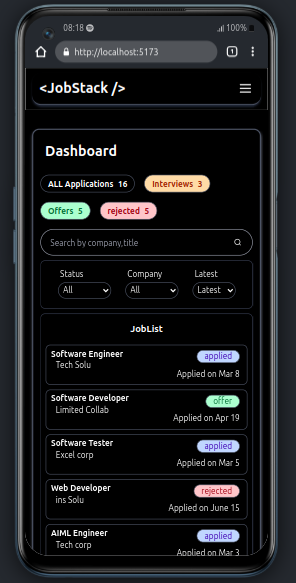 08:18 100%
http://localhost:5173 1
<JobStack />
Dashboard
ALL Applications 16 Interviews 3
Offers 5 rejected 5
Search by company,title
Status Company Latest
All All Latest
JobList
Software Engineer
applied
Tech Solu
Applied on Mar 8
Software Developer
offer
Limited Collab
Applied on Apr 19
Software Tester
applied
Excel corp
Applied on Mar 5
Web Developer
rejected
ins Solu
Applied on June 15
AIML Engineer
applied
Tech corp
Applied on Mar 3